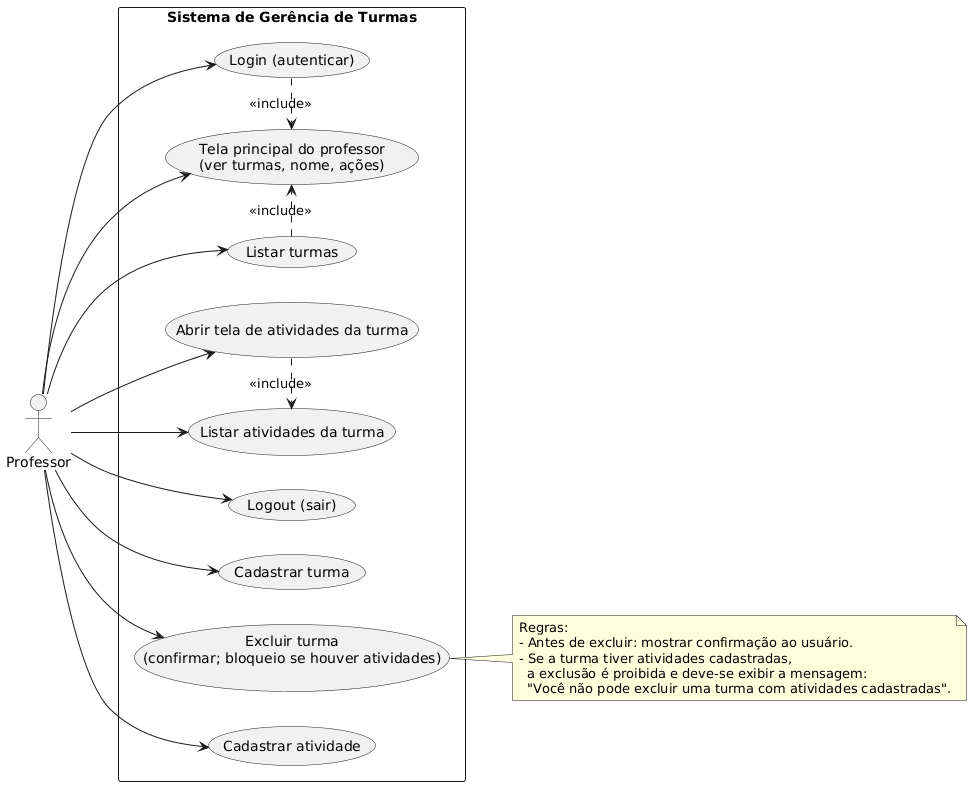 Sistema de Gerência de Turmas
Login (autenticar)
«include»
Tela principal do professor
(ver turmas, nome, ações)
«include»
Listar turmas
Abrir tela de atividades da turma
«include»
Listar atividades da turma
Professor
Logout (sair)
Cadastrar turma
Excluir turma
(confirmar; bloqueio se houver atividades)
Regras:
- Antes de excluir: mostrar confirmação ao usuário.
- Se a turma tiver atividades cadastradas,
a exclusão é proibida e deve-se exibir a mensagem:
"Você não pode excluir uma turma com atividades cadastradas".
Cadastrar atividade